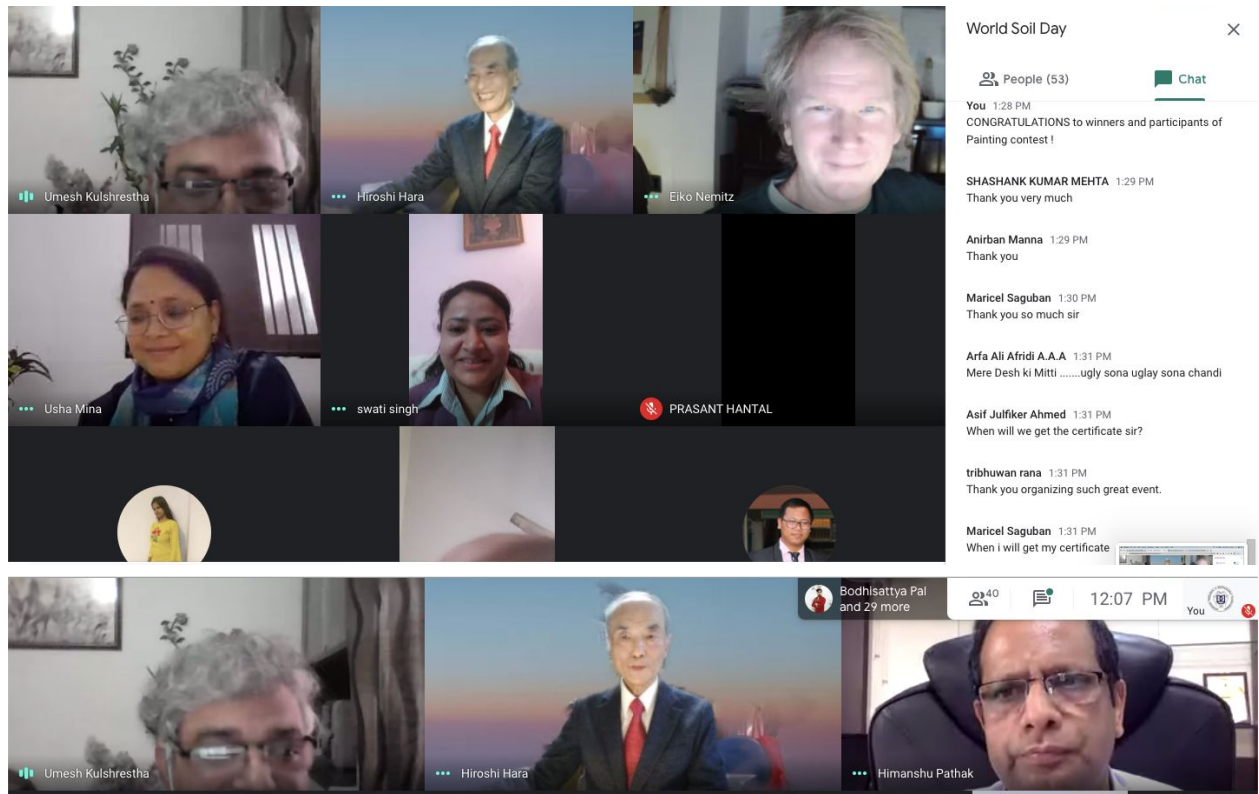 Umesh Kulshrestha
Hiroshi Hara
Eiko Nemitz
Usha Mina
swati singh
PRASANT HANTAL
World Soil Day
People (53)
Chat
You 1:28 PM
CONGRATULATIONS to winners and participants of
Painting contest !
SHASHANK KUMAR MEHTA 1:29 PM
Thank you very much
Anirban Manna 1:29 PM
Thank you
Maricel Saguban 1:30 PM
Thank you so much sir
Arfa Ali Afridi A.A.A 1:31 PM
Mere Desh ki Mitti .......ugly sona uglay sona chandi
Asif Julfiker Ahmed 1:31 PM
When will we get the certificate sir?
tribhuwan rana 1:31 PM
Thank you organizing such great event.
Maricel Saguban 1:31 PM
When i will get my certificate
Bodhisattya Pal
and 29 more
40
12:07 PM
You
Umesh Kulshrestha
Hiroshi Hara
Himanshu Pathak